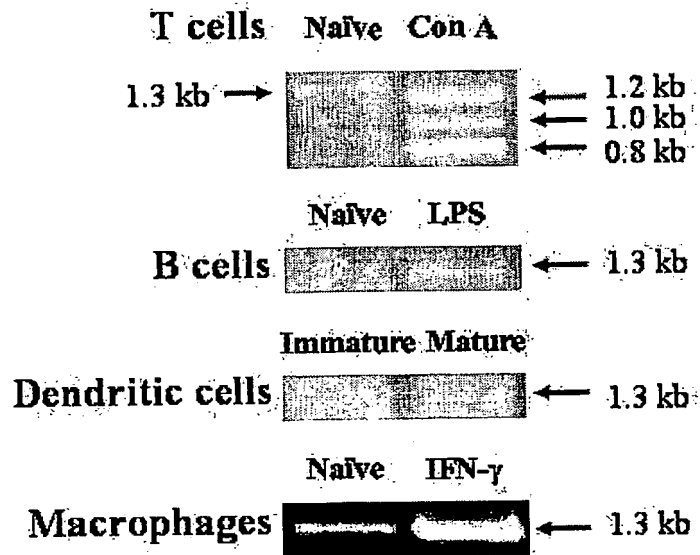 T cells Naïve Con A
1.3 kb
1.2 kb
1.0 kb
0.8 kb
Naïve LPS
B cells
1.3 kb
Immature Mature
Dendritic cells
1.3 kb
Naïve IFN-γ
Macrophages
1.3 kb